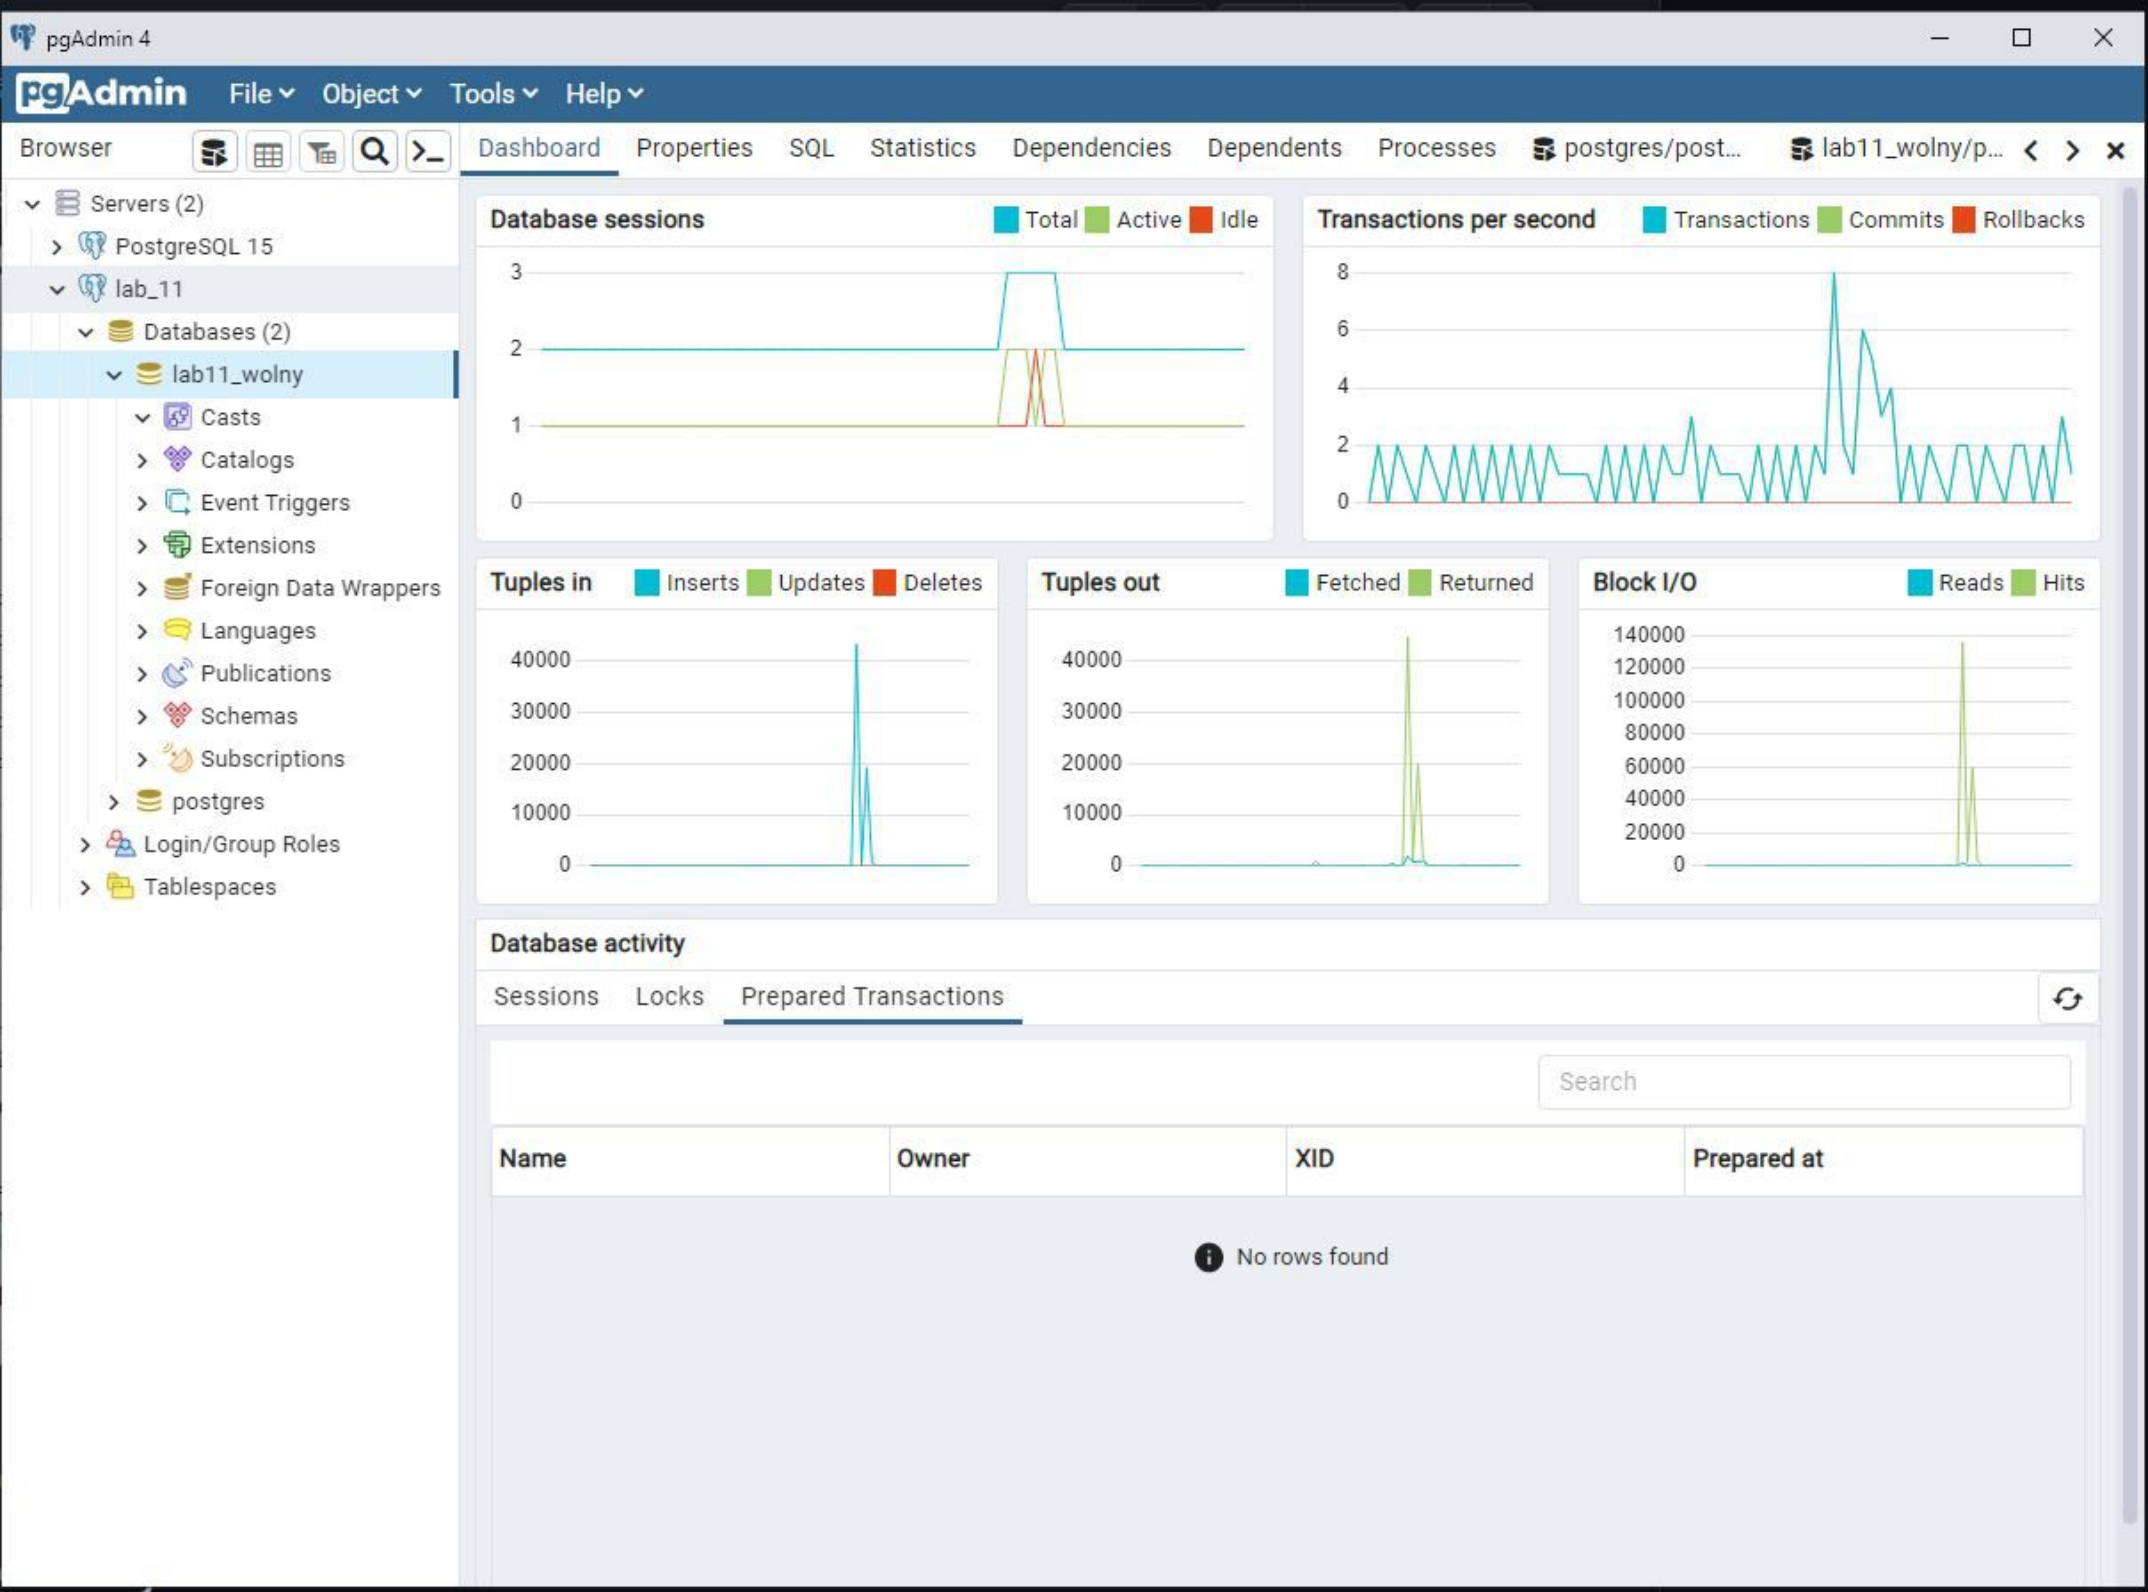 pgAdmin 4
pgAdmin File Object Tools Help
Browser
Dashboard Properties SQL Statistics Dependencies Dependents Processes postgres/post... lab11_wolny/p...
Servers (2)
PostgreSQL 15
lab_11
Databases (2)
lab11_wolny
Casts
Catalogs
Event Triggers
Extensions
Foreign Data Wrappers
Languages
Publications
Schemas
Subscriptions
postgres
Login/Group Roles
Tablespaces
Database sessions Total Active Idle
3
2
1
0
Transactions per second Transactions Commits Rollbacks
8
6
4
2
0
Tuples in Inserts Updates Deletes
40000
30000
20000
10000
0
Tuples out Fetched Returned
40000
30000
20000
10000
0
Block I/O Reads Hits
140000
120000
100000
80000
60000
40000
20000
0
Database activity
Sessions Locks Prepared Transactions
Search
Name Owner XID Prepared at
No rows found